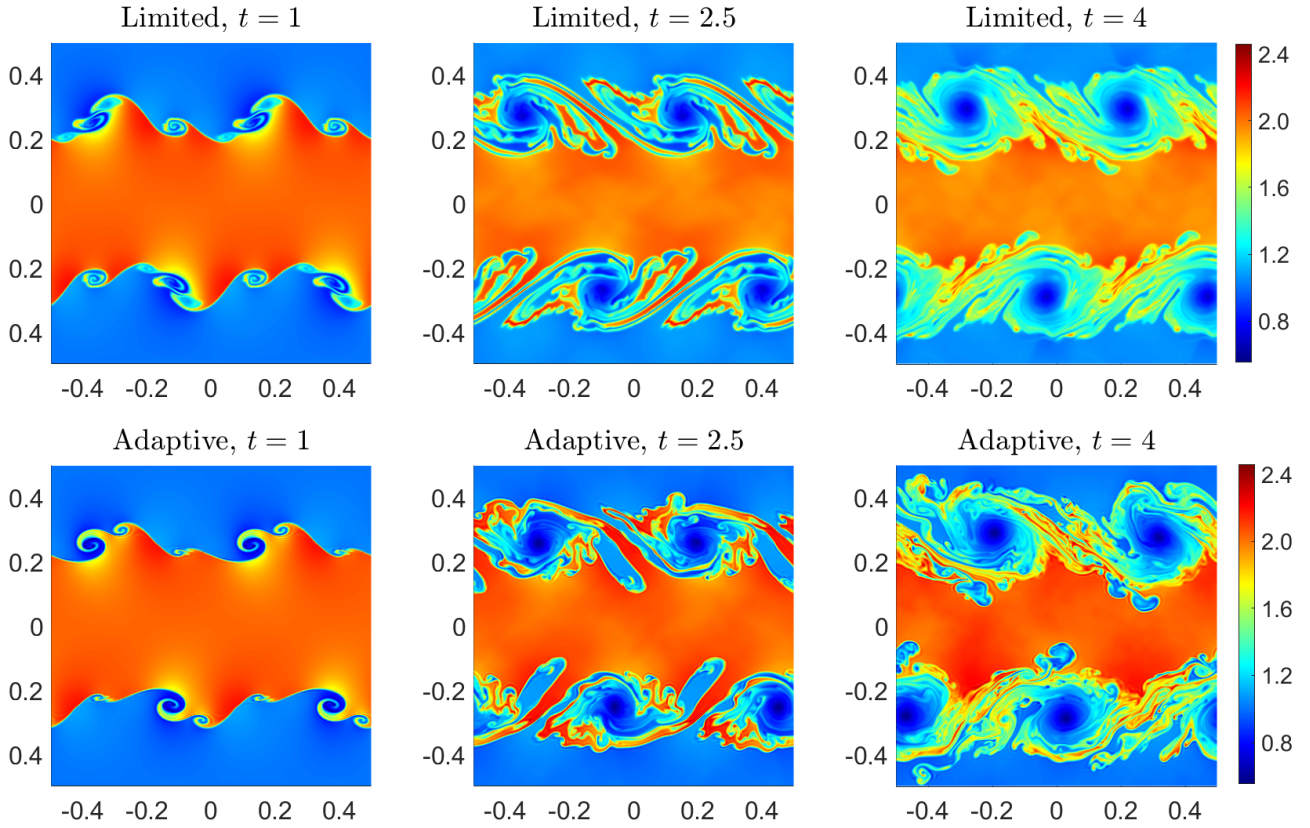 Limited, t = 1 Limited, t = 2.5 Limited, t = 4
0.4 0.4 0.4 2.4
0.2 0.2 0.2 2.0
0 0 0 1.6
0.2 -0.2 -0.2 1.2
0.4 -0.4 -0.4 0.8
-0.4 -0.2 0 0.2 0.4 -0.4 -0.2 0 0.2 0.4 -0.4 -0.2 0 0.2 0.4
Adaptive, t = 1 Adaptive, t = 2.5 Adaptive, t = 4
0.4 0.4 0.4 2.4
0.2 0.2 0.2 2.0
0 0 0 1.6
0.2 -0.2 -0.2 1.2
0.4 -0.4 -0.4 0.8
-0.4 -0.2 0 0.2 0.4 -0.4 -0.2 0 0.2 0.4 -0.4 -0.2 0 0.2 0.4